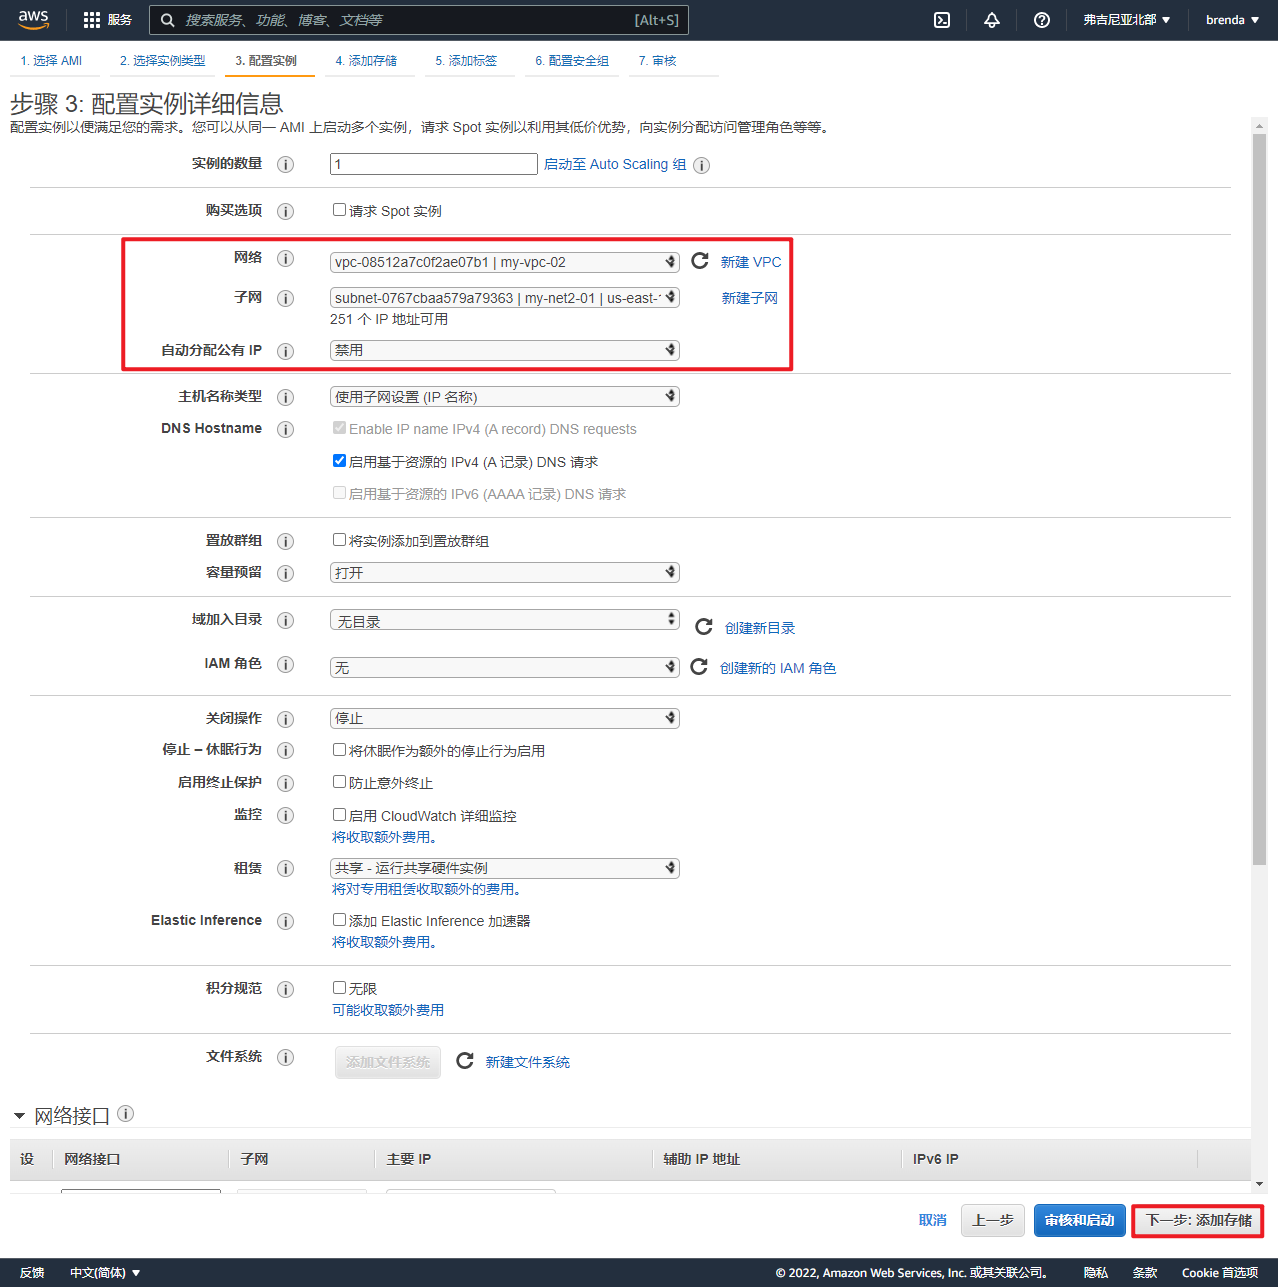 aws 服务 搜索服务、功能、博客、文档等 [Alt+S] 弗吉尼亚北部 brenda
1. 选择 AMI 2. 选择实例类型 3. 配置实例 4. 添加存储 5. 添加标签 6. 配置安全组 7. 审核
步骤 3: 配置实例详细信息
配置实例以便满足您的需求。您可以从同一 AMI 上启动多个实例，请求 Spot 实例以利用其低价优势，向实例分配访问管理角色等等。
实例的数量 1 启动至 Auto Scaling 组
购买选项 请求 Spot 实例
网络 vpc-08512a7c0f2ae07b1 | my-vpc-02 新建 VPC
子网 subnet-0767cbaa579a79363 | my-net2-01 | us-east- 新建子网
251 个 IP 地址可用
自动分配公有 IP 禁用
主机名称类型 使用子网设置 (IP 名称)
DNS Hostname Enable IP name IPv4 (A record) DNS requests
启用基于资源的 IPv4 (A 记录) DNS 请求
启用基于资源的 IPv6 (AAAA 记录) DNS 请求
置放群组 将实例添加到置放群组
容量预留 打开
域加入目录 无目录 创建新目录
IAM 角色 无 创建新的 IAM 角色
关闭操作 停止
停止 – 休眠行为 将休眠作为额外的停止行为启用
启用终止保护 防止意外终止
监控 启用 CloudWatch 详细监控
将收取额外费用。
租赁 共享 - 运行共享硬件实例
将对专用租赁收取额外的费用。
Elastic Inference 添加 Elastic Inference 加速器
将收取额外费用。
积分规范 无限
可能收取额外费用
文件系统 添加文件系统 新建文件系统
网络接口
设 网络接口 子网 主要 IP 辅助 IP 地址 IPv6 IP
取消 上一步 审核和启动 下一步: 添加存储
反馈 中文(简体) © 2022, Amazon Web Services, Inc. 或其关联公司。 隐私 条款 Cookie 首选项